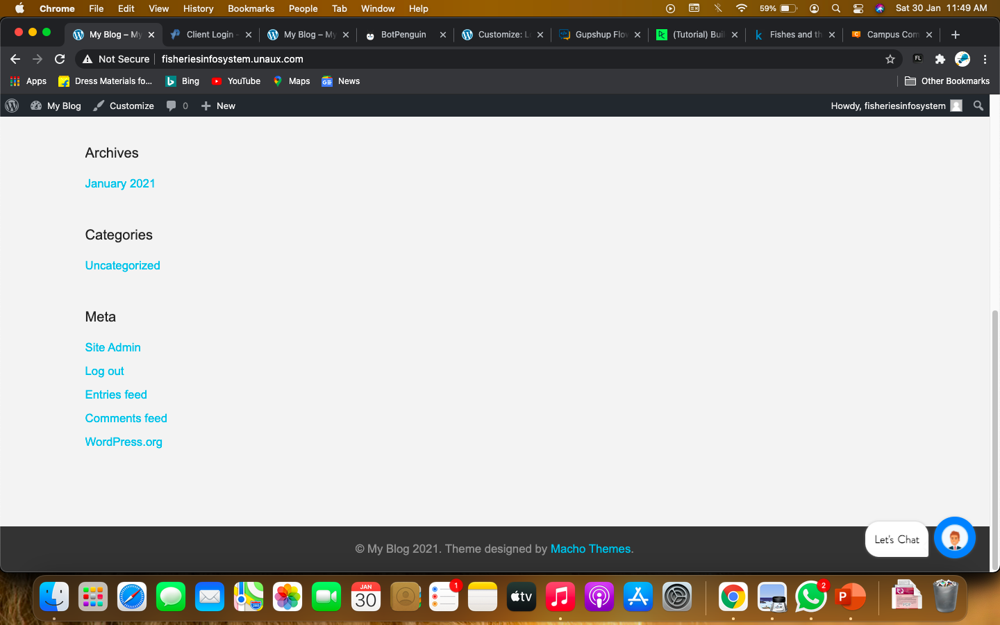 Chrome File Edit View History Bookmarks People Tab Window Help 59% Sat 30 Jan 11:49 AM
My Blog – My Client Login - My Blog – My BotPenguin Customize: L Gupshup Flo (Tutorial) Buil Fishes and th Campus Com
Not Secure fisheriesinfosystem.unaux.com FL
Apps Dress Materials fo... Bing YouTube Maps News Other Bookmarks
My Blog Customize 0 New Howdy, fisheriesinfosystem
Archives
January 2021
Categories
Uncategorized
Meta
Site Admin
Log out
Entries feed
Comments feed
WordPress.org
Let's Chat
© My Blog 2021. Theme designed by Macho Themes.
JAN
30
1
tv
2
P